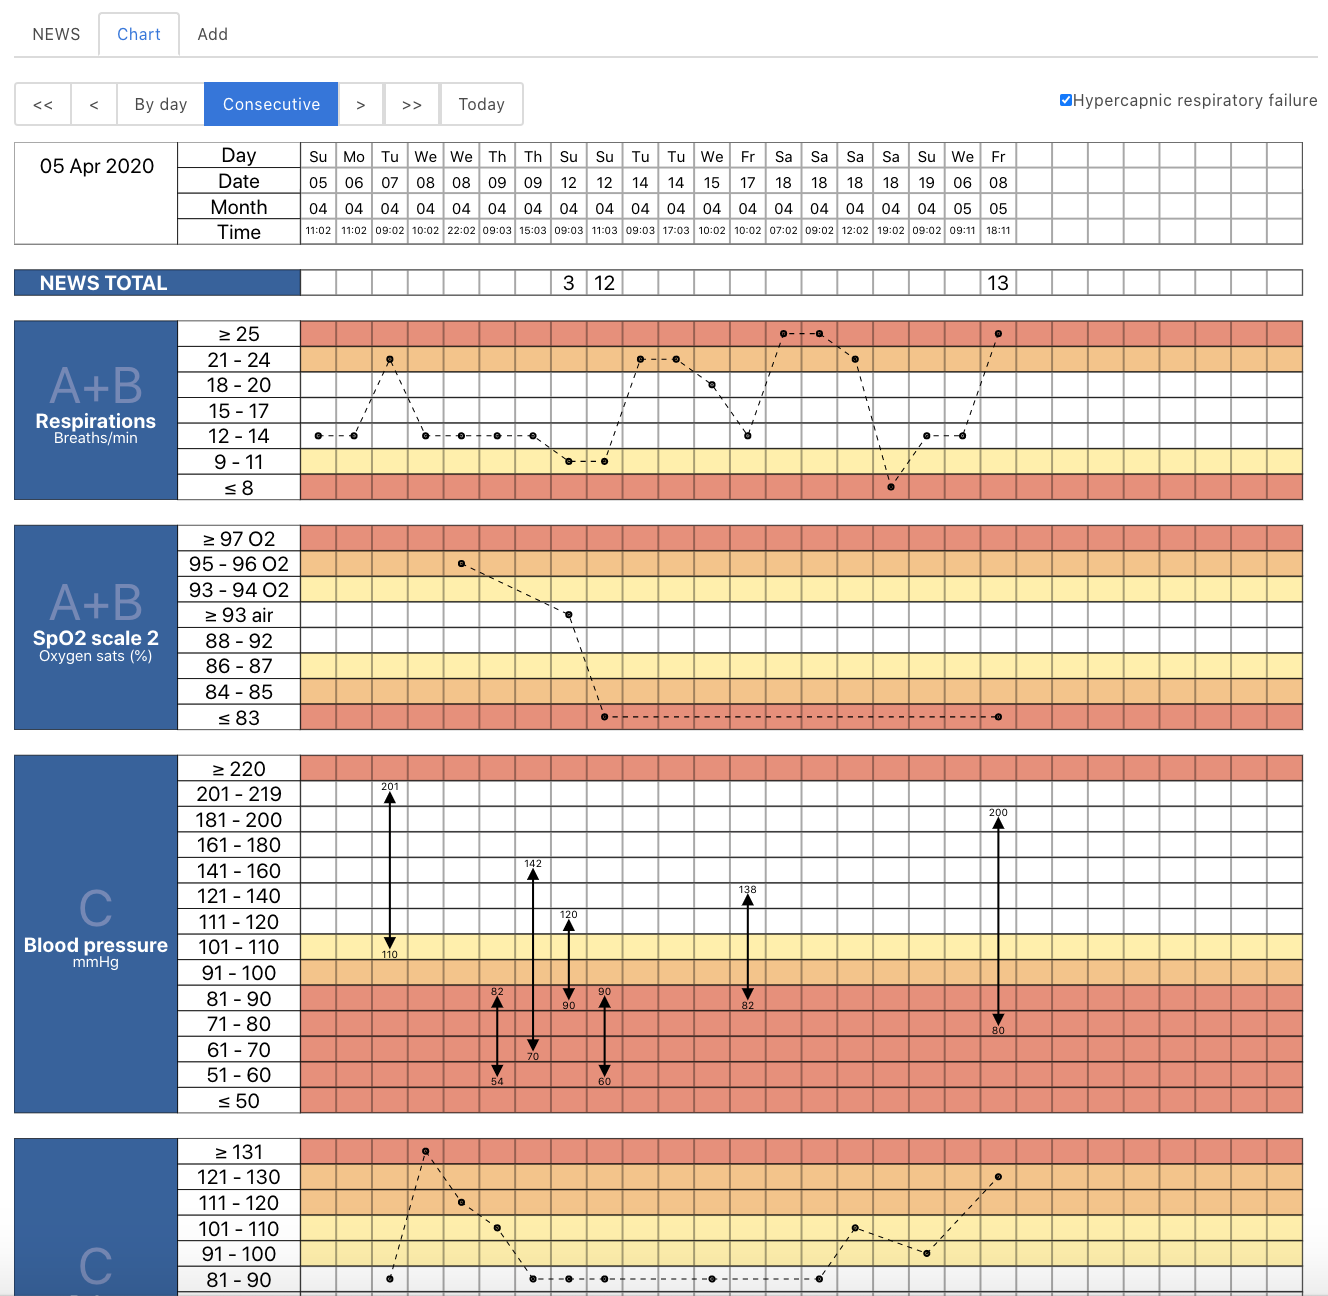 NEWS Chart Add
<< < By day Consecutive > >> Today Hypercapnic respiratory failure
05 Apr 2020
Day Su Mo Tu We We Th Th Su Su Tu Tu We Fr Sa Sa Sa Sa Su We Fr
Date 05 06 07 08 08 09 09 12 12 14 14 15 17 18 18 18 18 19 06 08
Month 04 04 04 04 04 04 04 04 04 04 04 04 04 04 04 04 04 04 05 05
Time 11:02 11:02 09:02 10:02 22:02 09:03 15:03 09:03 11:03 09:03 17:03 10:02 10:02 07:02 09:02 12:02 19:02 09:02 09:11 18:11
NEWS TOTAL 3 12 13
A+B
Respirations
Breaths/min
≥ 25
21 - 24
18 - 20
15 - 17
12 - 14
9 - 11
≤ 8
A+B
SpO2 scale 2
Oxygen sats (%)
≥ 97 O2
95 - 96 O2
93 - 94 O2
≥ 93 air
88 - 92
86 - 87
84 - 85
≤ 83
C
Blood pressure
mmHg
≥ 220
201 - 219
181 - 200
161 - 180
141 - 160
121 - 140
111 - 120
101 - 110
91 - 100
81 - 90
71 - 80
61 - 70
51 - 60
≤ 50
201
200
142
138
120
110
82 90 90 82
80
70
54 60
C
≥ 131
121 - 130
111 - 120
101 - 110
91 - 100
81 - 90